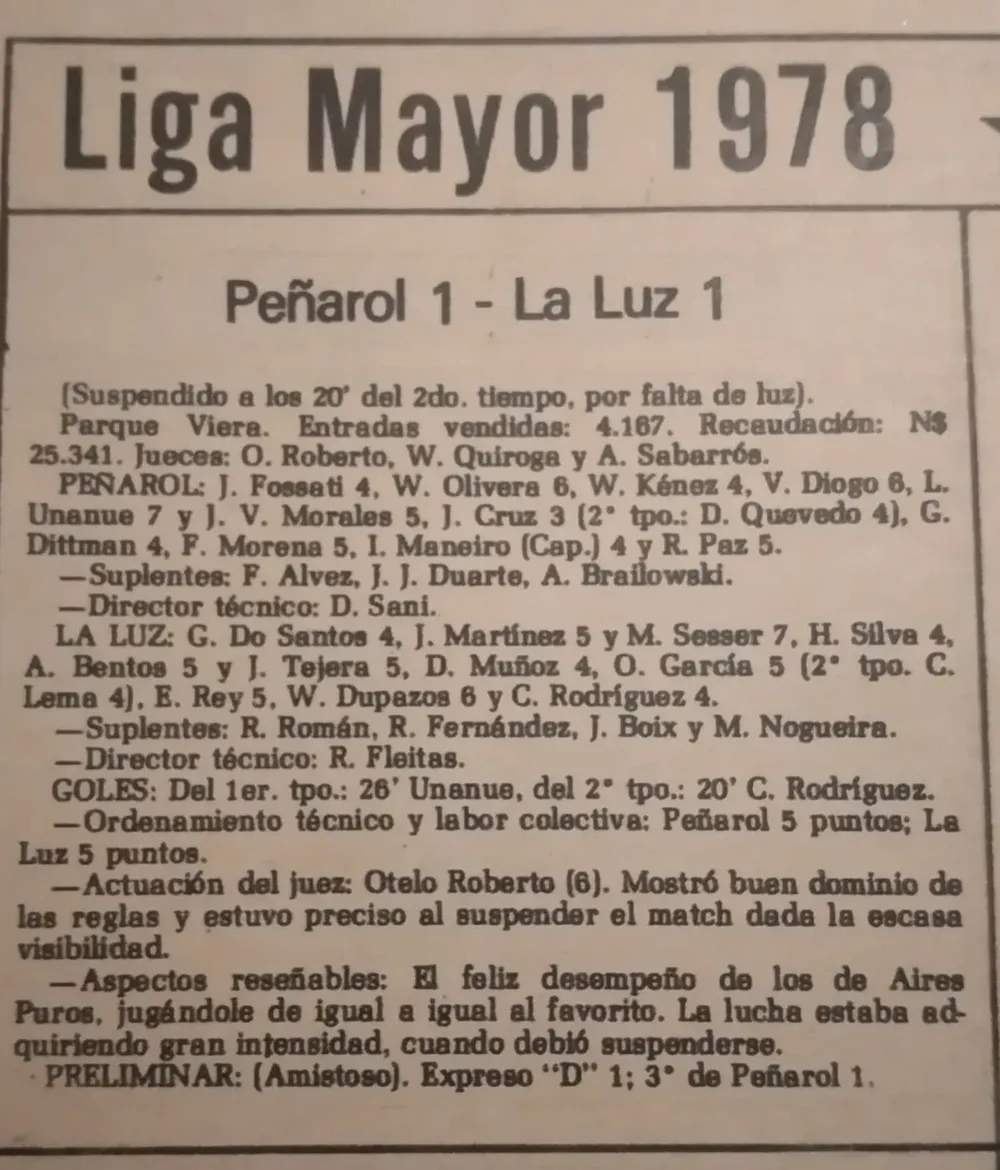 Liga Mayor 1978
Peñarol 1 - La Luz 1
(Suspendido a los 20' del 2do. tiempo, por falta de luz).
Parque Viera. Entradas vendidas: 4.167. Recaudación: N$
25.341. Jueces: O. Roberto, W. Quiroga y A. Sabarrós.
PEÑAROL: J. Fossati 4, W. Olivera 6, W. Kénez 4, V. Diogo 6, L.
Unanue 7 y J. V. Morales 5, J. Cruz 3 (2° tpo.: D. Quevedo 4), G.
Dittman 4, F. Morena 5, I. Maneiro (Cap.) 4 y R. Paz 5.
—Suplentes: F. Alvez, J. J. Duarte, A. Brailowski.
—Director técnico: D. Sani.
LA LUZ: G. Do Santos 4, J. Martínez 5 y M. Sesser 7, H. Silva 4,
A. Bentos 5 y J. Tejera 5, D. Muñoz 4, O. García 5 (2° tpo. C.
Lema 4), E. Rey 5, W. Dupazos 6 y C. Rodríguez 4.
—Suplentes: R. Román, R. Fernández, J. Boix y M. Nogueira.
—Director técnico: R. Fleitas.
GOLES: Del 1er. tpo.: 26' Unanue, del 2° tpo.: 20' C. Rodríguez.
—Ordenamiento técnico y labor colectiva: Peñarol 5 puntos; La
Luz 5 puntos.
—Actuación del juez: Otelo Roberto (6). Mostró buen dominio de
las reglas y estuvo preciso al suspender el match dada la escasa
visibilidad.
—Aspectos reseñables: El feliz desempeño de los de Aires
Puros, jugándole de igual a igual al favorito. La lucha estaba ad-
quiriendo gran intensidad, cuando debió suspenderse.
PRELIMINAR: (Amistoso). Expreso "D" 1; 3° de Peñarol 1.